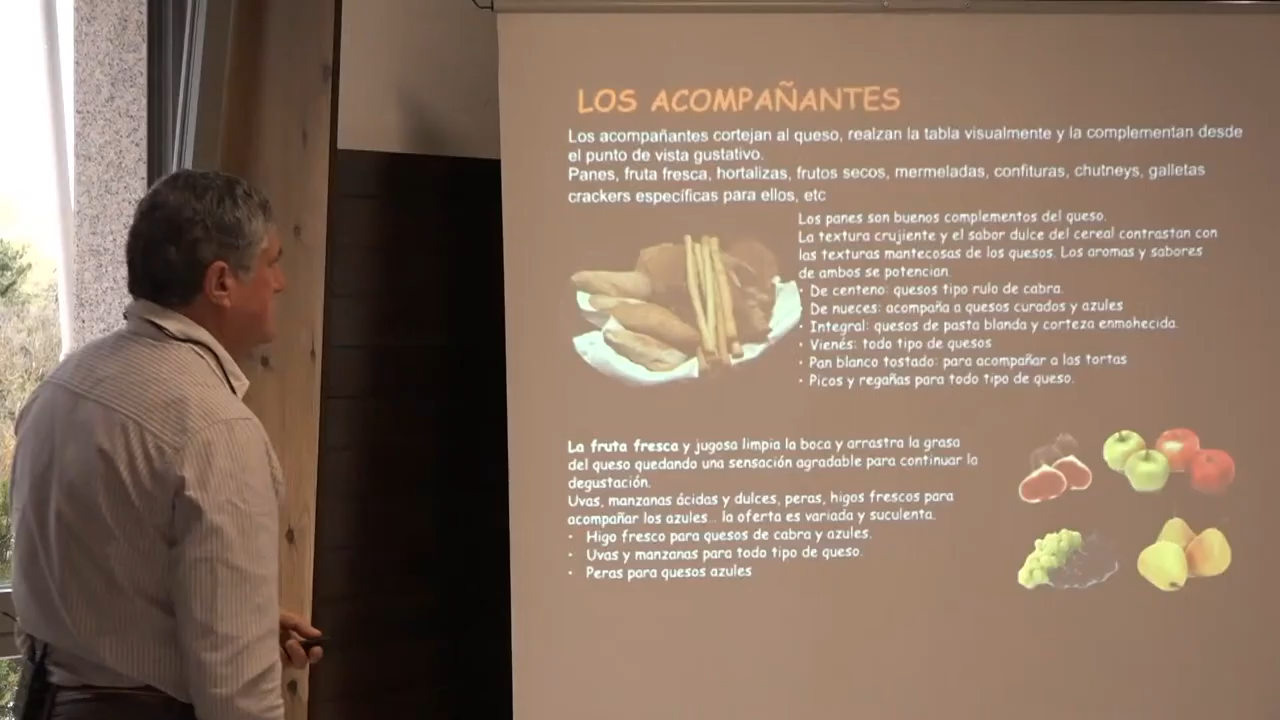 LOS ACOMPAÑANTES
Los acompañantes cortejan al queso, realzan la tabla visualmente y la complementan desde
el punto de vista gustativo.
Panes, fruta fresca, hortalizas, frutos secos, mermeladas, confituras, chutneys, galletas
crackers específicas para ellos, etc
Los panes son buenos complementos del queso.
La textura crujiente y el sabor dulce del cereal contrastan con
las texturas mantecosas de los quesos. Los aromas y sabores
de ambos se potencian.
• De centeno: quesos tipo rulo de cabra.
De nueces: acompaña a quesos curados y azules
• Integral: quesos de pasta blanda y corteza enmohecida.
• Vienés: todo tipo de quesos
• Pan blanco tostado: para acompañar a las tortas
• Picos y regañas para todo tipo de queso.
La fruta fresca y jugosa limpia la boca y arrastra la grasa
del queso quedando una sensación agradable para continuar la
degustación.
Uvas, manzanas ácidas y dulces, peras, higos frescos para
acompañar los azules... la oferta es variada y suculenta.
• Higo fresco para quesos de cabra y azules.
• Uvas y manzanas para todo tipo de queso.
• Peras para quesos azules